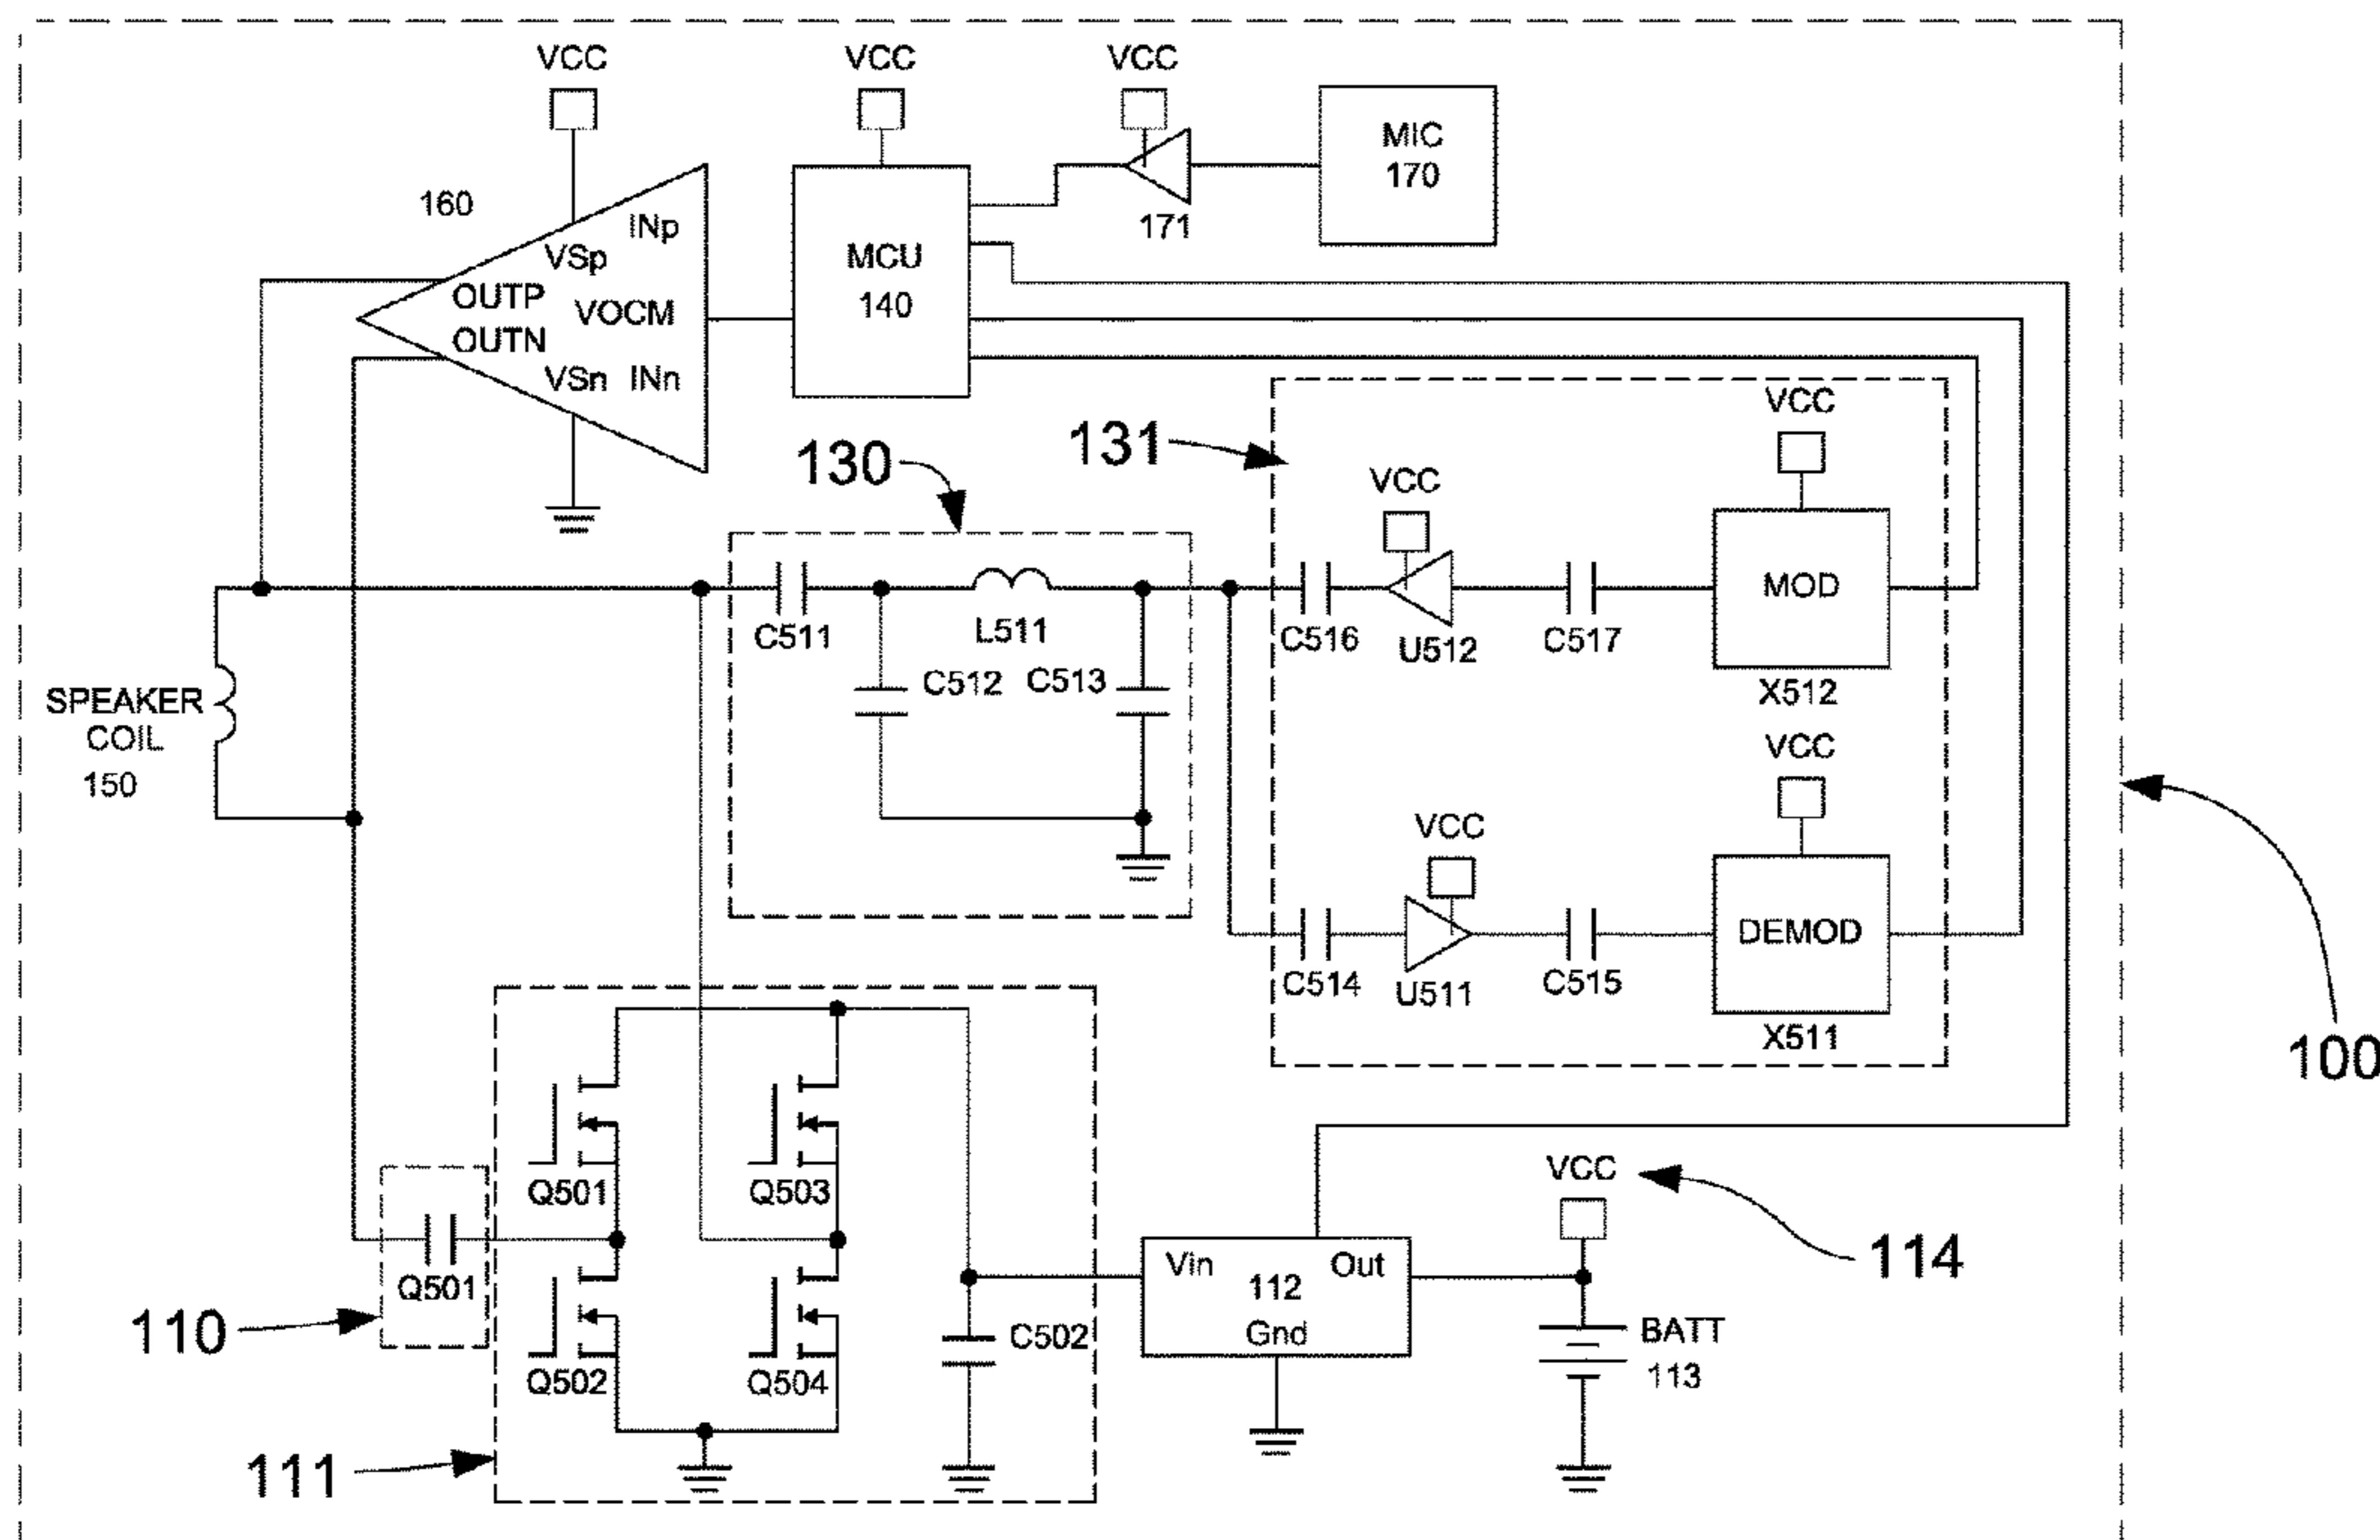 VCC
VCC
VCC
MIC
170
160
INp
171
VSp
MCU
140
OUTP
VOCM
OUTN
VSn INn
130
131
VCC
VCC
MOD
C511
L511
C516
U512
C517
X512
C512
C513
SPEAKER
COIL
150
VCC
VCC
DEMOD
C514
U511
C515
X511
100
Q501
Q503
VCC
114
Q501
Vin
Out
112
Gnd
110
Q502
Q504
C502
BATT
113
111